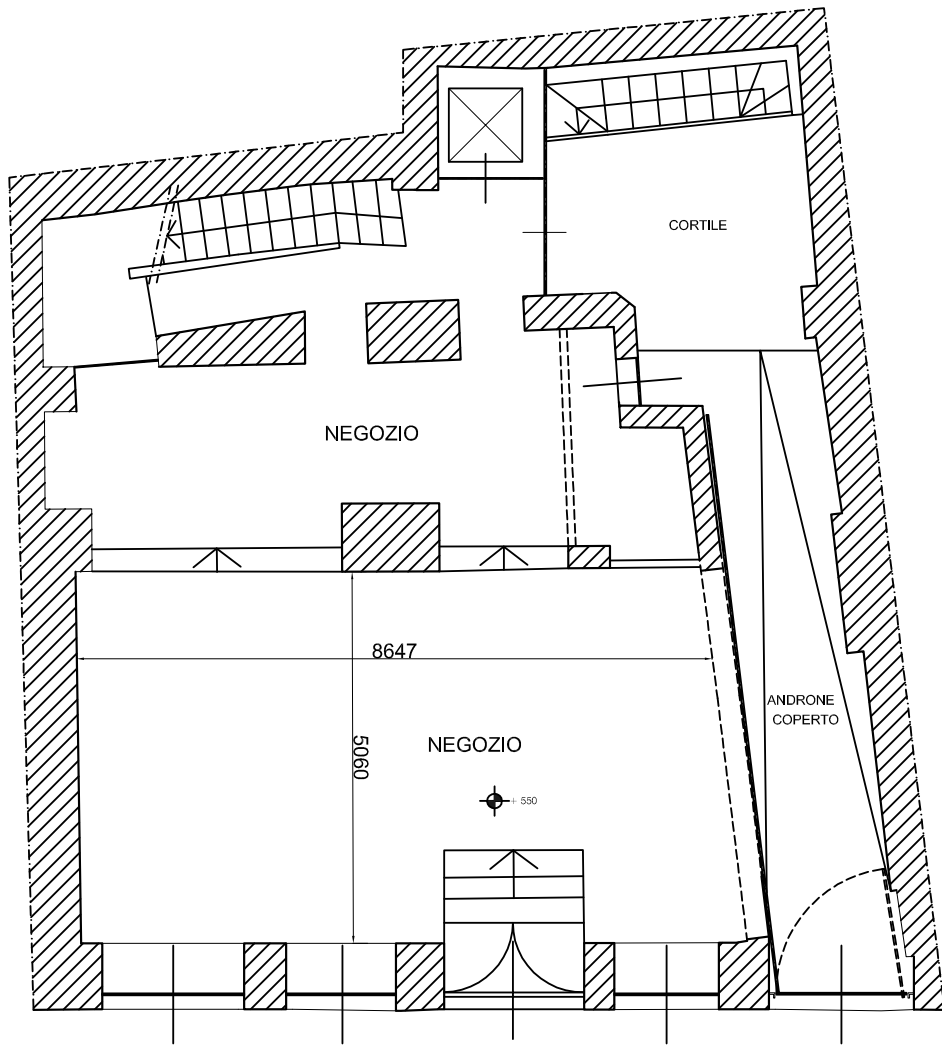 CORTILE
NEGOZIO
8647
ANDRONE
COPERTO
5060
NEGOZIO
+ 550